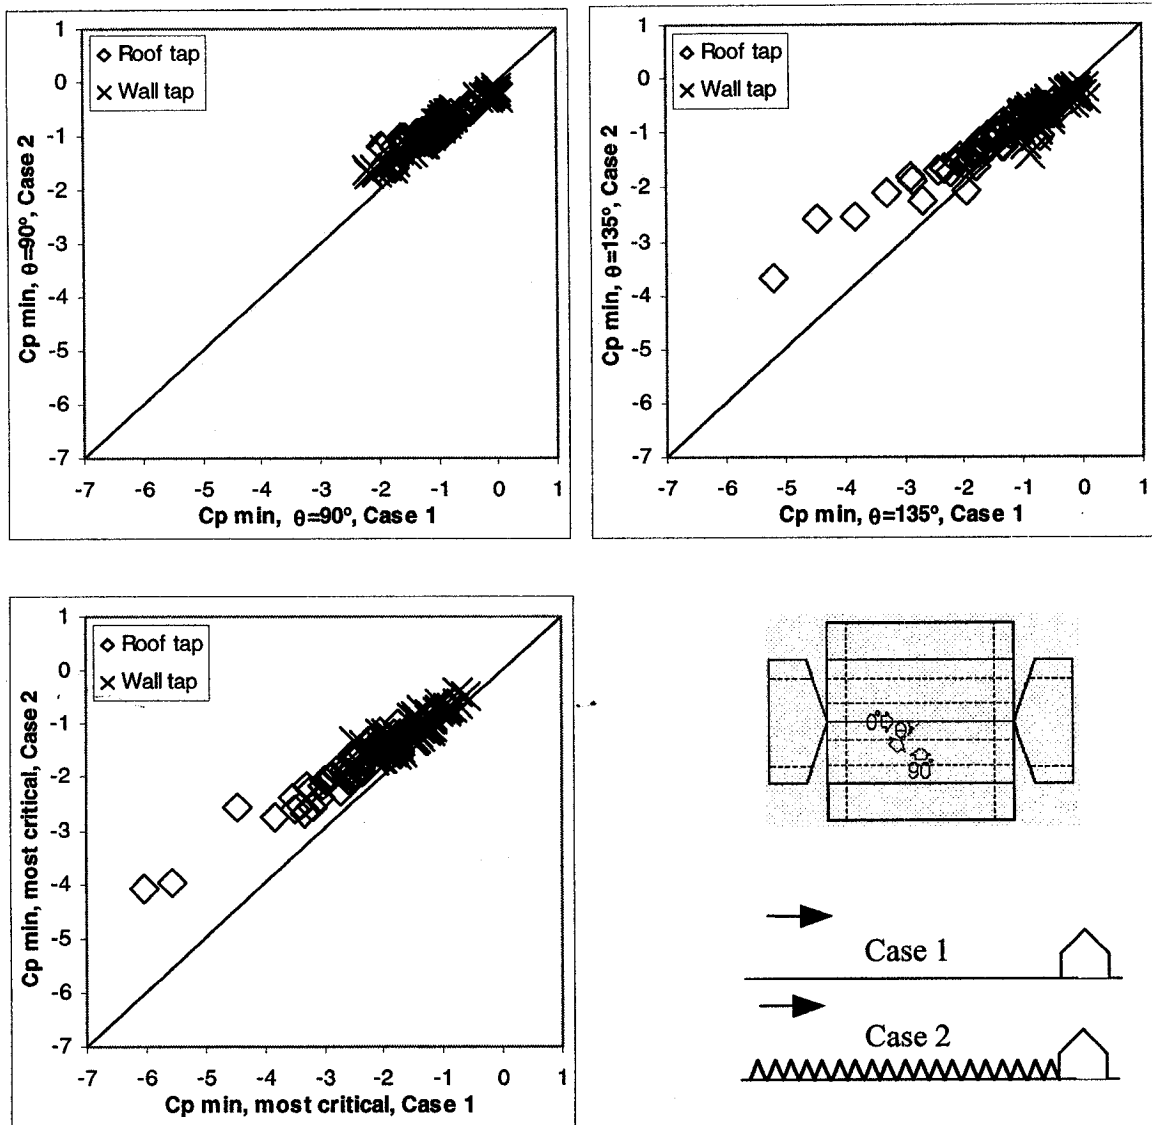 1
0
-1
-2
-3
-4
-5
-6
-7
Roof tap
Wall tap
Cp min, θ=90º, Case 2
-7 -6 -5 -4 -3 -2 -1 0 1
Cp min, θ=90º, Case 1
1
0
-1
-2
-3
-4
-5
-6
-7
Roof tap
Wall tap
Cp min, θ=135º, Case 2
-7 -6 -5 -4 -3 -2 -1 0 1
Cp min, θ=135º, Case 1
1
0
-1
-2
-3
-4
-5
-6
-7
Roof tap
Wall tap
Cp min, most critical, Case 2
-7 -6 -5 -4 -3 -2 -1 0 1
Cp min, most critical, Case 1
0°
θ
90°
Case 1
Case 2